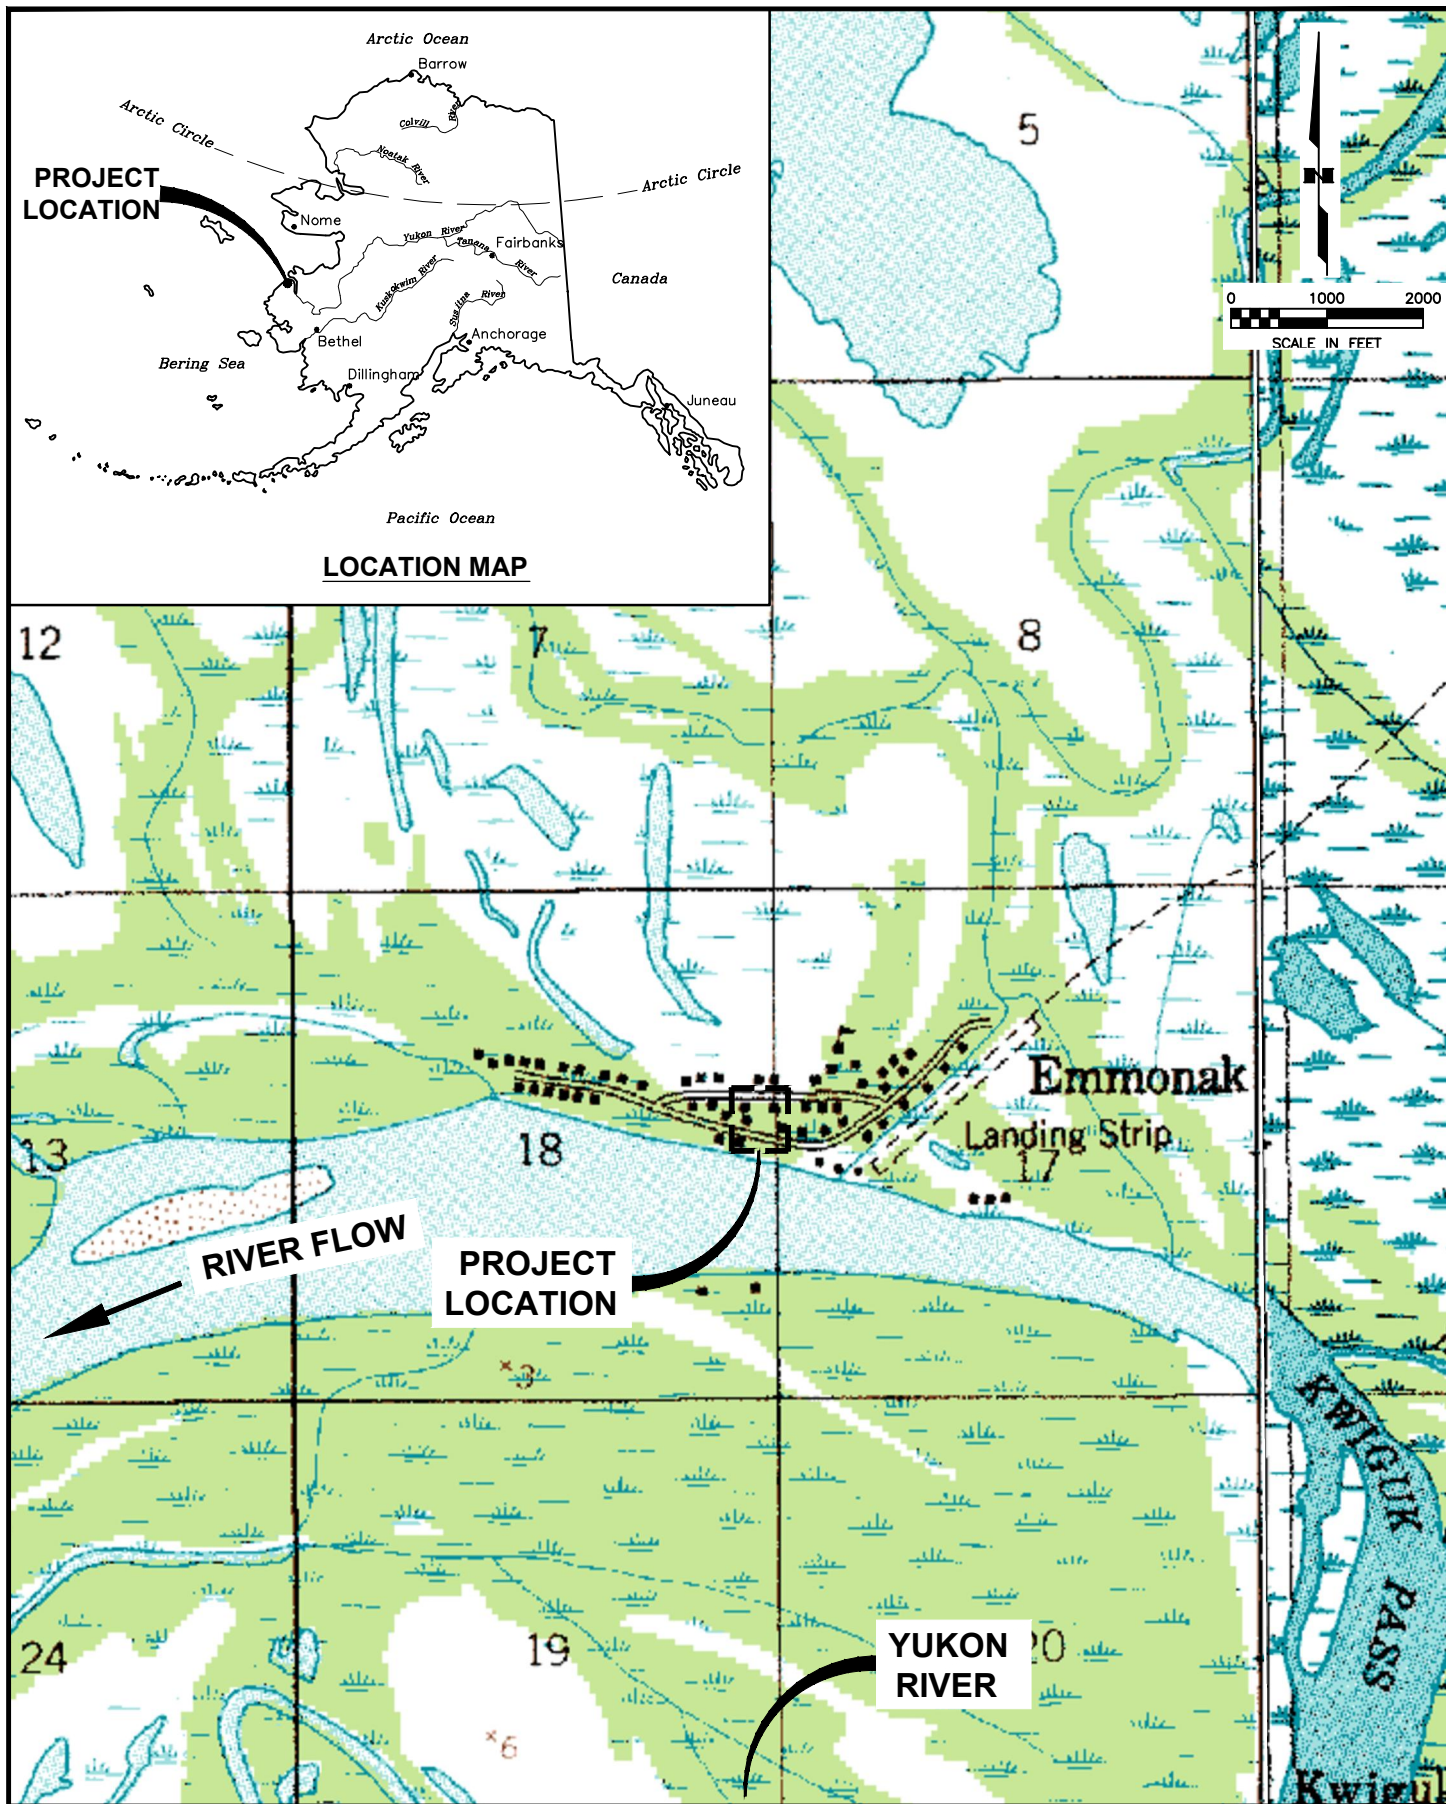 Arctic Ocean
Barrow
Arctic Circle
Colvill River
Noatak River
Arctic Circle
PROJECT
LOCATION
Nome
Yukon River
Tanana River
Fairbanks
Kuskokwim River
Susitna River
Canada
Bethel
Anchorage
Bering Sea
Dillingham
Juneau
Pacific Ocean
LOCATION MAP
5
N
0 1000 2000
SCALE IN FEET
12
7
8
Emmonak
Landing Strip
13
18
17
RIVER FLOW
PROJECT
LOCATION
×3
KWIGUK PASS
24
19
20
YUKON
RIVER
×6
Kwiguk